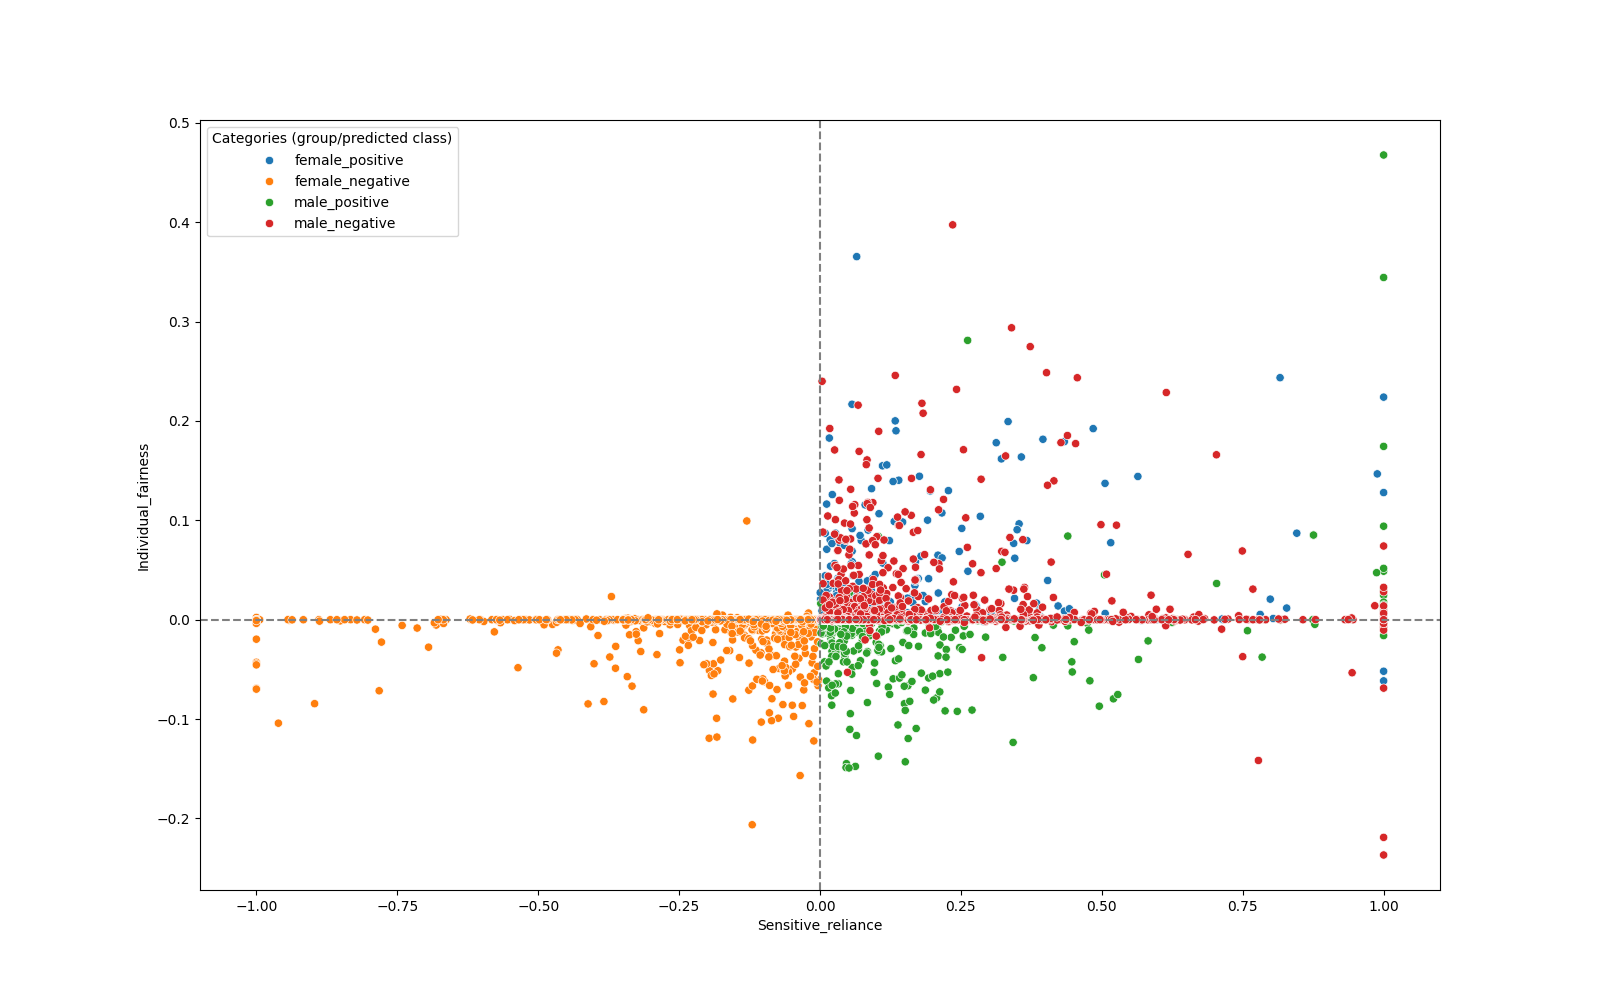 Categories (group/predicted class)
female_positive
female_negative
male_positive
male_negative
0.5
0.4
0.3
0.2
0.1
0.0
−0.1
−0.2
Individual_fairness
−1.00 −0.75 −0.50 −0.25 0.00 0.25 0.50 0.75 1.00
Sensitive_reliance